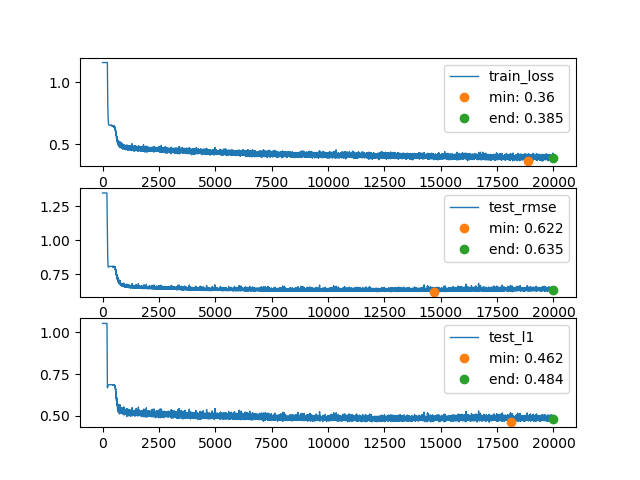 1.0
0.5
train_loss
min: 0.36
end: 0.385
0 2500 5000 7500 10000 12500 15000 17500 20000
1.25
1.00
0.75
test_rmse
min: 0.622
end: 0.635
0 2500 5000 7500 10000 12500 15000 17500 20000
1.00
0.75
0.50
test_l1
min: 0.462
end: 0.484
0 2500 5000 7500 10000 12500 15000 17500 20000